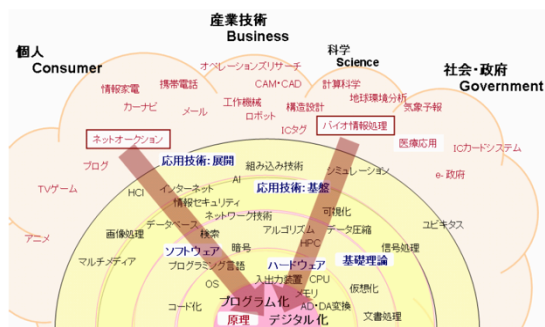 産業技術
Business
個人
Consumer
科学
Science
社会・政府
Government
オペレーションズリサーチ
情報家電
携帯電話
CAM・CAD
計算科学
地球環境分析
カーナビ
メール
工作機械
ロボット
構造設計
気象予報
ICタグ
バイオ情報処理
ネットオークション
医療応用
ICカードシステム
ブログ
応用技術:展開
組み込み技術
シミュレーション
e-政府
TVゲーム
HCI
インターネット
AI
応用技術:基盤
情報セキュリティ
ネットワーク技術
可視化
データベース
検索
アルゴリズム
データ圧縮
ユビキタス
アニメ
画像処理
ソフトウェア
暗号
HPC
信号処理
マルチメディア
プログラミング言語
ハードウェア
基礎理論
OS
入出力装置
CPU
メモリ
仮想化
コード化
プログラム化
AD・DA変換
原理
デジタル化
文書処理